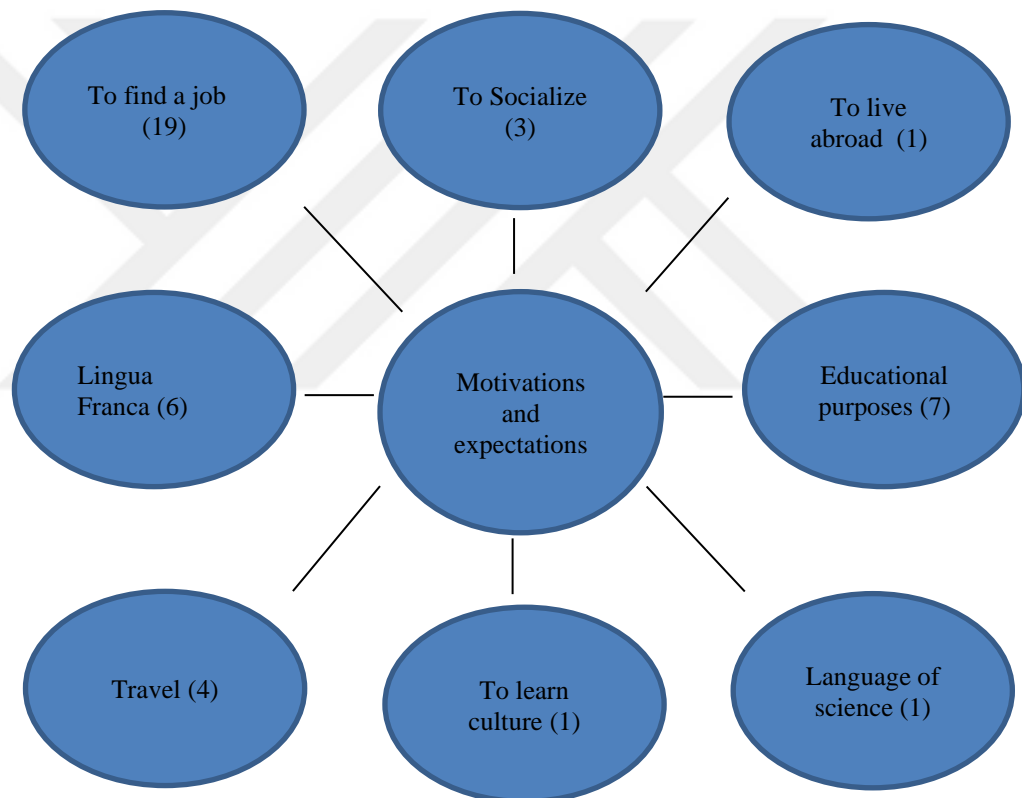 To find a job
(19)
To Socialize
(3)
To live
abroad (1)
Lingua
Franca (6)
Motivations
and
expectations
Educational
purposes (7)
Travel (4)
To learn
culture (1)
Language of
science (1)